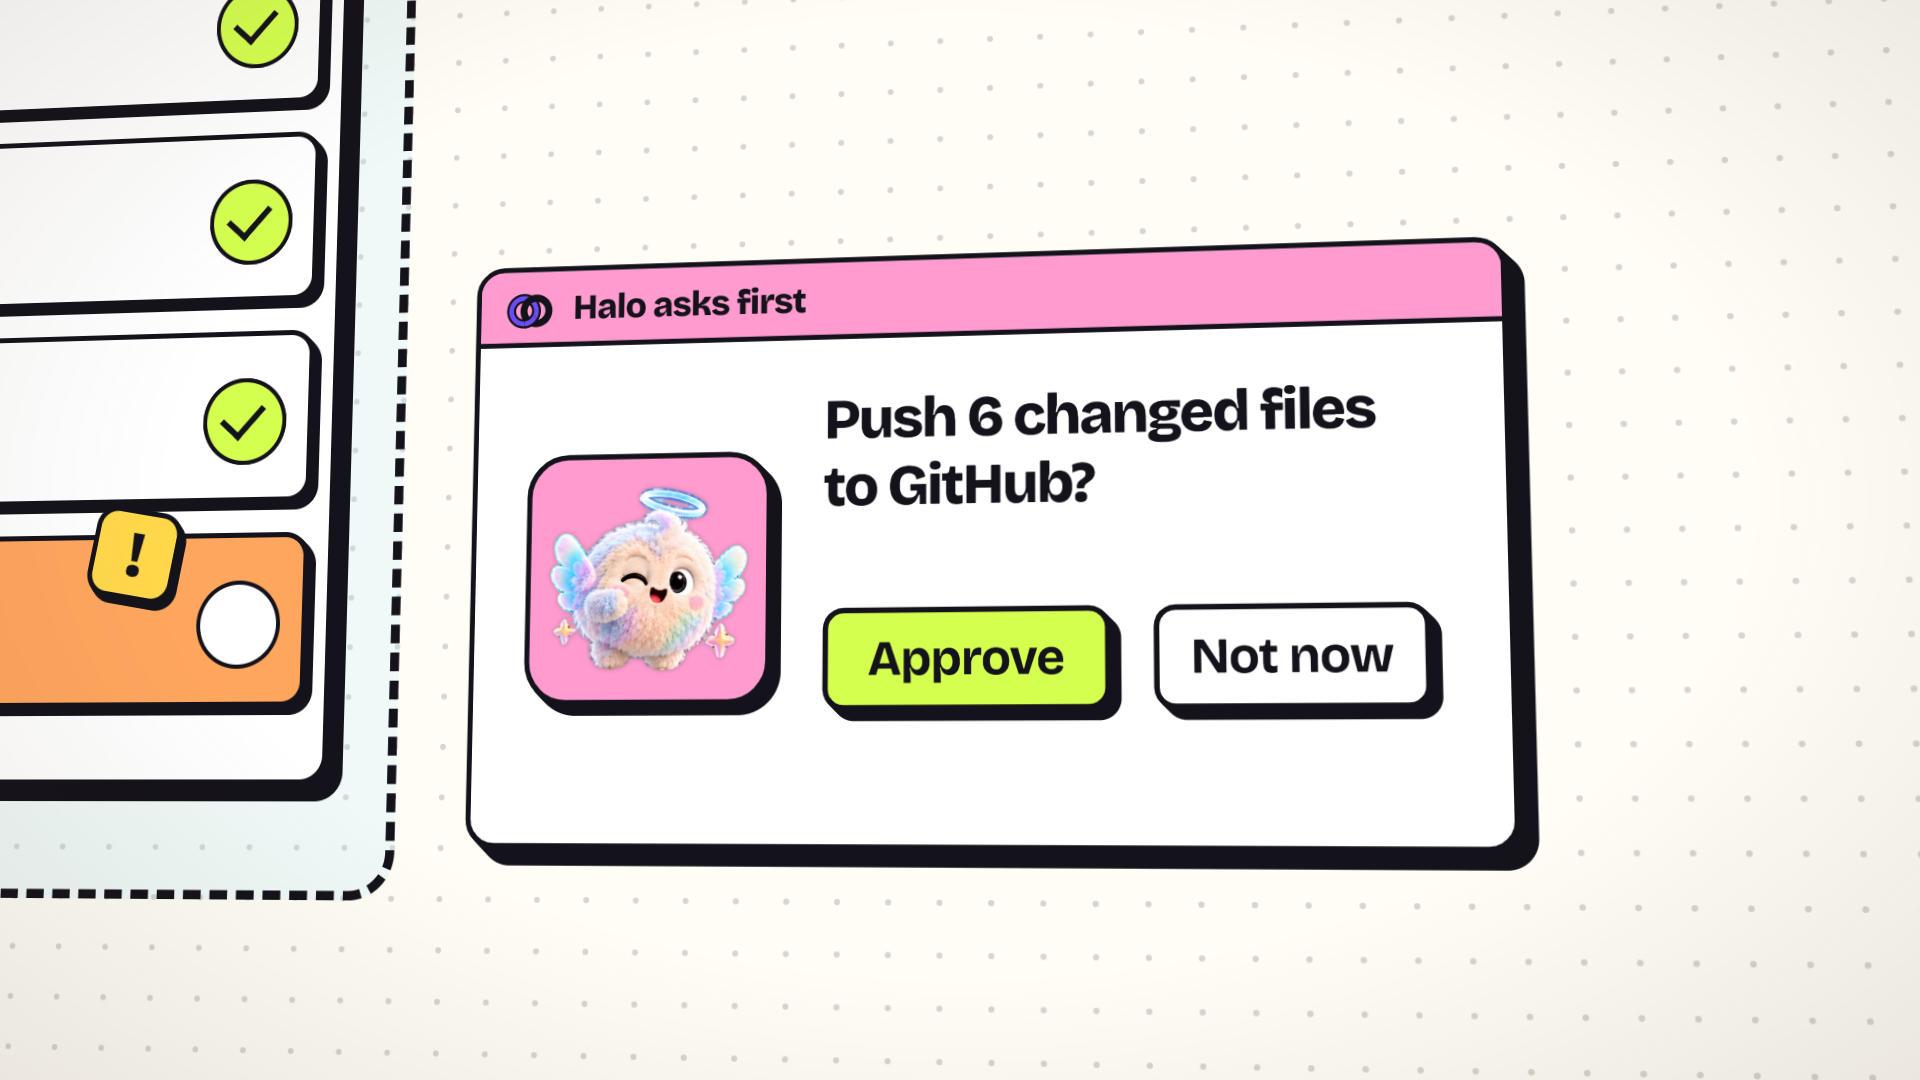 !
Halo asks first
Push 6 changed files
to GitHub?
Approve
Not now